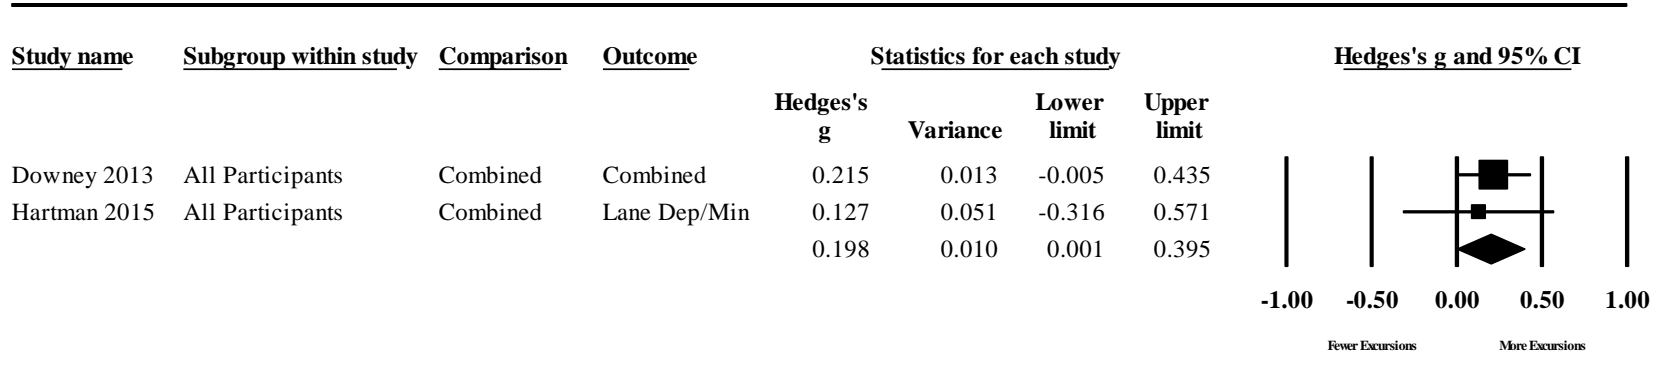 Study name Subgroup within study Comparison Outcome Statistics for each study Hedges's g and 95% CI
Hedges's g Variance Lower limit Upper limit
Downey 2013 All Participants Combined Combined 0.215 0.013 -0.005 0.435
Hartman 2015 All Participants Combined Lane Dep/Min 0.127 0.051 -0.316 0.571
0.198 0.010 0.001 0.395
-1.00 -0.50 0.00 0.50 1.00
Fewer Excursions More Excursions